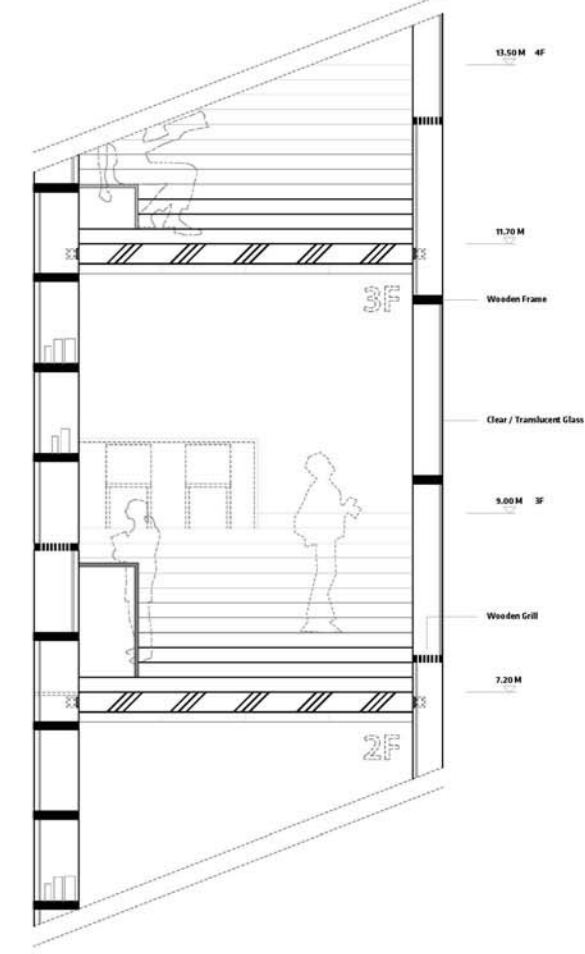 13.50 M 4F
11.70 M
3F
Wooden Frame
Clear / Translucent Glass
9.00 M 3F
Wooden Grill
7.20 M
2F